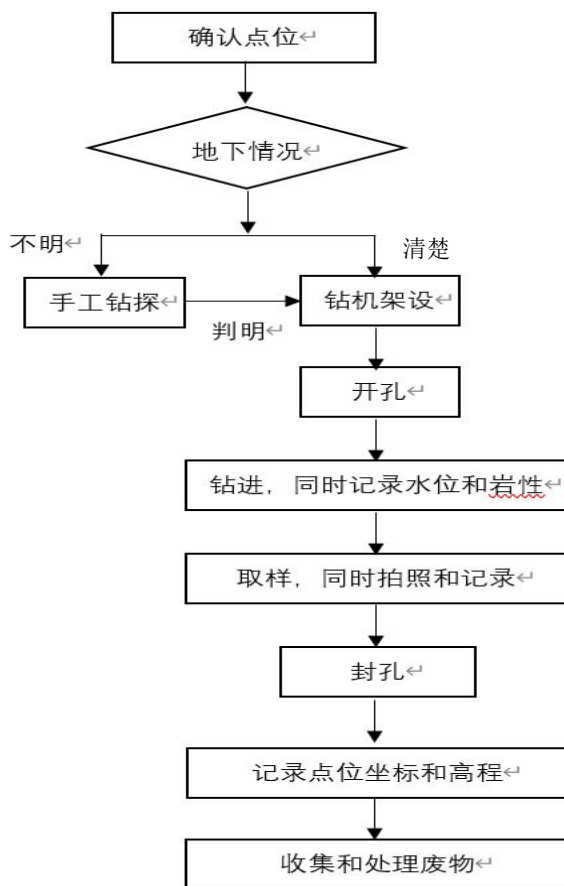 确认点位
地下情况
不明
清楚
手工钻探
钻机架设
判明
开孔
钻进，同时记录水位和岩性
取样，同时拍照和记录
封孔
记录点位坐标和高程
收集和处理废物